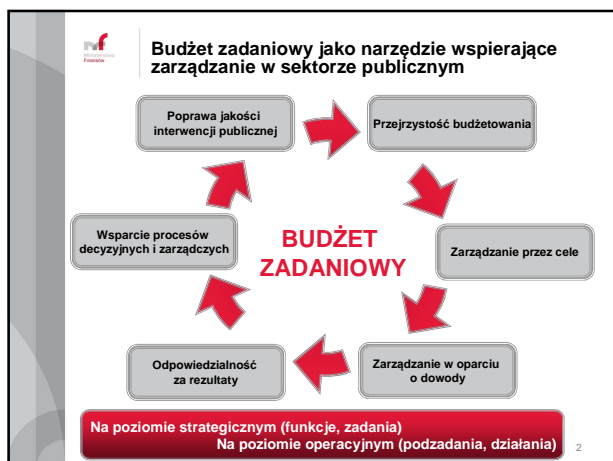 Ministerstwo
Finansów
Budżet zadaniowy jako narzędzie wspierające
zarządzanie w sektorze publicznym
Poprawa jakości
interwencji publicznej
Przejrzystość budżetowania
Wsparcie procesów
decyzyjnych i zarządczych
BUDŻET
ZADANIOWY
Zarządzanie przez cele
Odpowiedzialność
za rezultaty
Zarządzanie w oparciu
o dowody
Na poziomie strategicznym (funkcje, zadania)
Na poziomie operacyjnym (podzadania, działania)
2